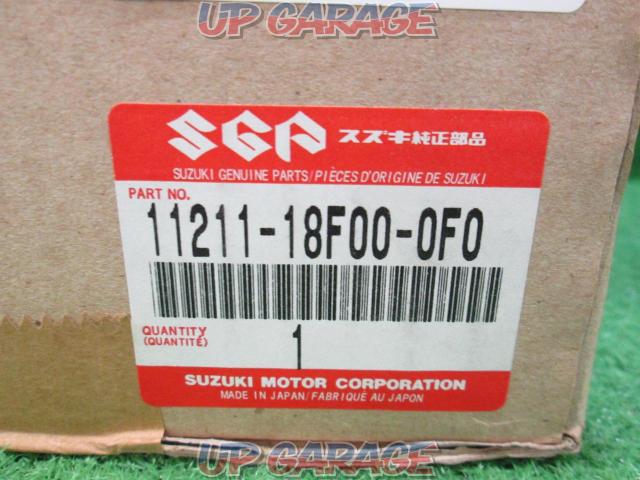 UP GARAGE
SGP スズキ純正部品
SUZUKI GENUINE PARTS/PIÈCES D'ORIGINE DE SUZUKI
PART NO.
11211-18F00-0F0
QUANTITY
(QUANTITÉ)
1
SUZUKI MOTOR CORPORATION
MADE IN JAPAN/FABRIQUE AU JAPON
UP GARAGE